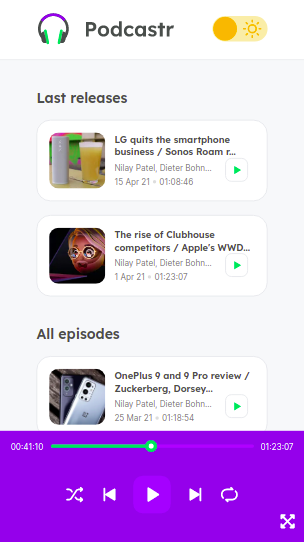 Podcastr
Last releases
LG quits the smartphone
business / Sonos Roam r...
Nilay Patel, Dieter Bohn...
15 Apr 21 • 01:08:46
The rise of Clubhouse
competitors / Apple's WWD...
Nilay Patel, Dieter Bohn...
1 Apr 21 • 01:23:07
All episodes
OnePlus 9 and 9 Pro review /
Zuckerberg, Dorsey...
Nilay Patel, Dieter Bohn...
25 Mar 21 • 01:18:54
00:41:10
01:23:07